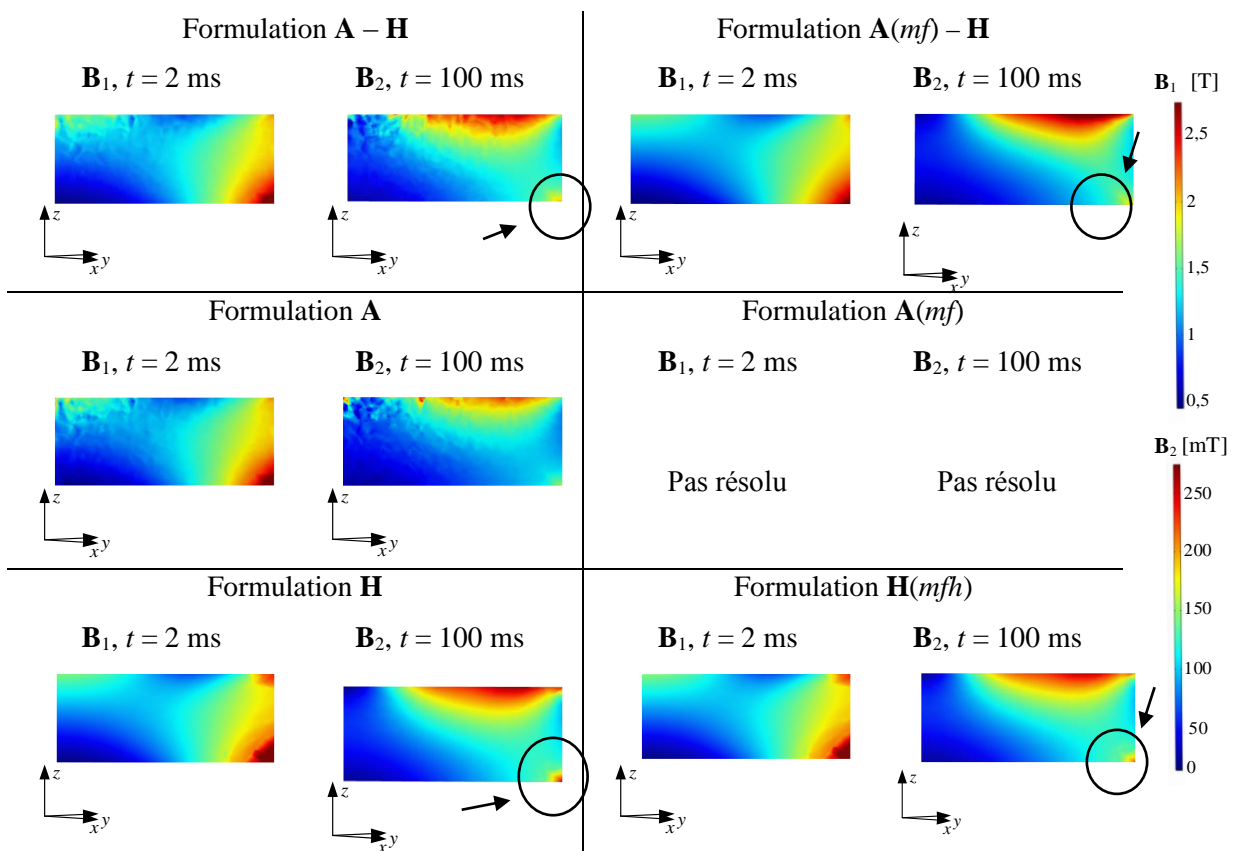 Formulation A – H
B1, t = 2 ms
B2, t = 100 ms
z
x y
z
x y
Formulation A(mf) – H
B1, t = 2 ms
B2, t = 100 ms
z
x y
z
x y
B1 [T]
2,5
2
1,5
1
0,5
Formulation A
B1, t = 2 ms
B2, t = 100 ms
z
x y
z
x y
Formulation A(mf)
B1, t = 2 ms
B2, t = 100 ms
Pas résolu
Pas résolu
B2 [mT]
250
200
150
100
50
0
Formulation H
B1, t = 2 ms
B2, t = 100 ms
z
x y
z
x y
Formulation H(mfh)
B1, t = 2 ms
B2, t = 100 ms
z
x y
z
x y